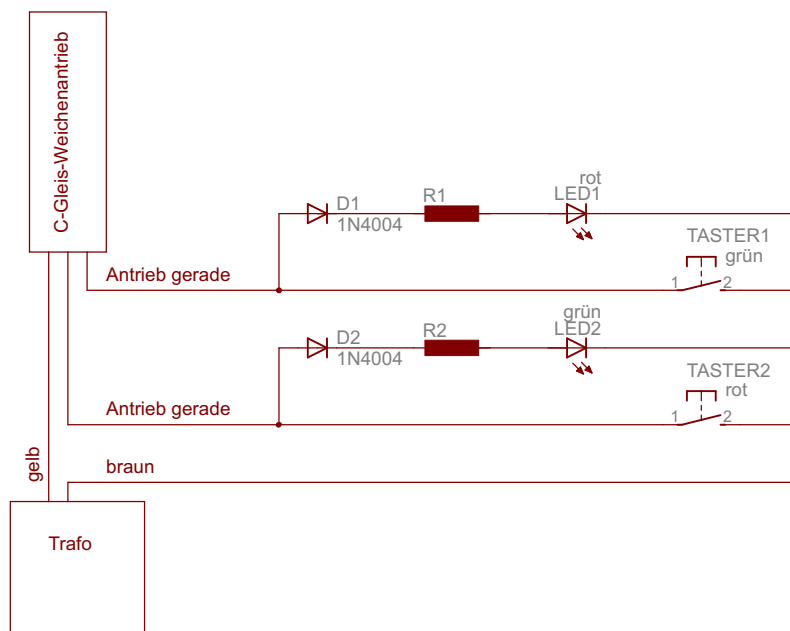 C-Gleis-Weichenantrieb
rot
D1
R1
LED1
1N4004
TASTER1
grün
Antrieb gerade
1
2
grün
D2
R2
LED2
1N4004
TASTER2
rot
Antrieb gerade
1
2
gelb
braun
Trafo